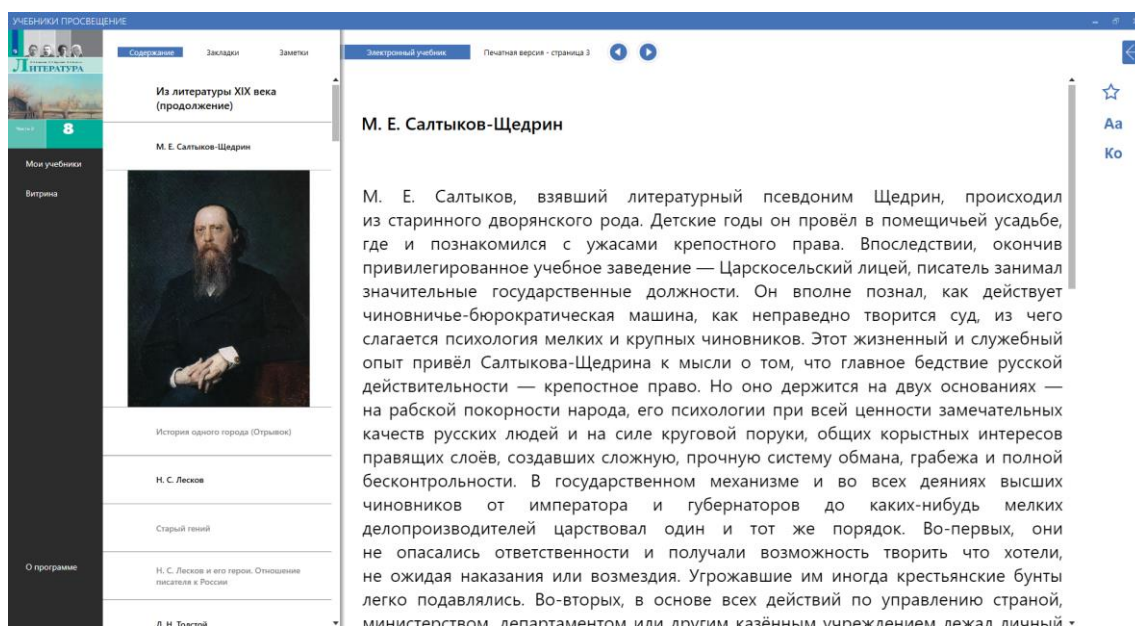 УЧЕБНИКИ ПРОСВЕЩЕНИЕ
ЛИТЕРАТУРА
8
Мои учебники
Витрина
О программе
Содержание Закладки Заметки
Из литературы XIX века
(продолжение)
М. Е. Салтыков-Щедрин
История одного города (Отрывок)
Н. С. Лесков
Старый гений
Н. С. Лесков и его герои. Отношение
писателя к России
Л. Н. Толстой
Электронный учебник Печатная версия - страница 3
М. Е. Салтыков-Щедрин
М. Е. Салтыков, взявший литературный псевдоним Щедрин, происходил
из старинного дворянского рода. Детские годы он провёл в помещичьей усадьбе,
где и познакомился с ужасами крепостного права. Впоследствии, окончив
привилегированное учебное заведение — Царскосельский лицей, писатель занимал
значительные государственные должности. Он вполне познал, как действует
чиновничье-бюрократическая машина, как неправедно творится суд, из чего
слагается психология мелких и крупных чиновников. Этот жизненный и служебный
опыт привёл Салтыкова-Щедрина к мысли о том, что главное бедствие русской
действительности — крепостное право. Но оно держится на двух основаниях —
на рабской покорности народа, его психологии при всей ценности замечательных
качеств русских людей и на силе круговой поруки, общих корыстных интересов
правящих слоёв, создавших сложную, прочную систему обмана, грабежа и полной
бесконтрольности. В государственном механизме и во всех деяниях высших
чиновников от императора и губернаторов до каких-нибудь мелких
делопроизводителей царствовал один и тот же порядок. Во-первых, они
не опасались ответственности и получали возможность творить что хотели,
не ожидая наказания или возмездия. Угрожавшие им иногда крестьянские бунты
легко подавлялись. Во-вторых, в основе всех действий по управлению страной,
министерством, департаментом или другим казённым учреждением лежал личный
Aa
Ко